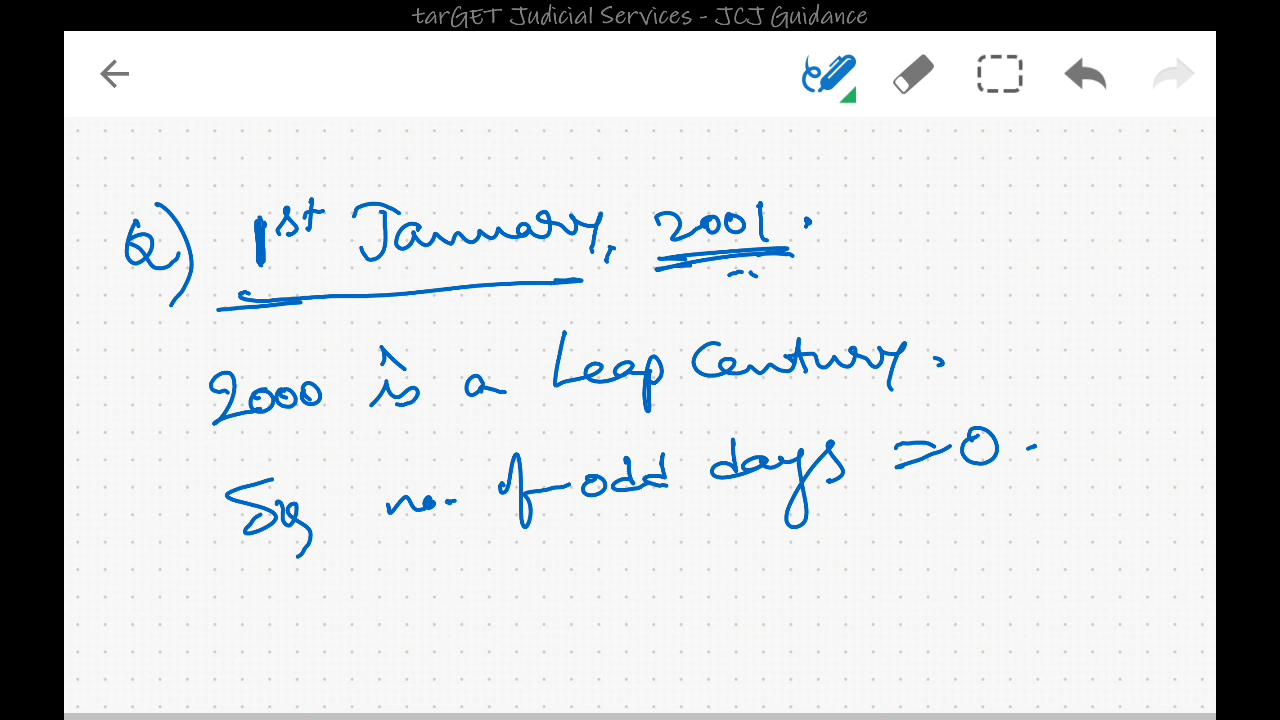 tarGET Judicial Services - JCJ Guidance
Q) 1st January, 2001.
2000 is a Leap Century.
So, no. of odd days = 0.